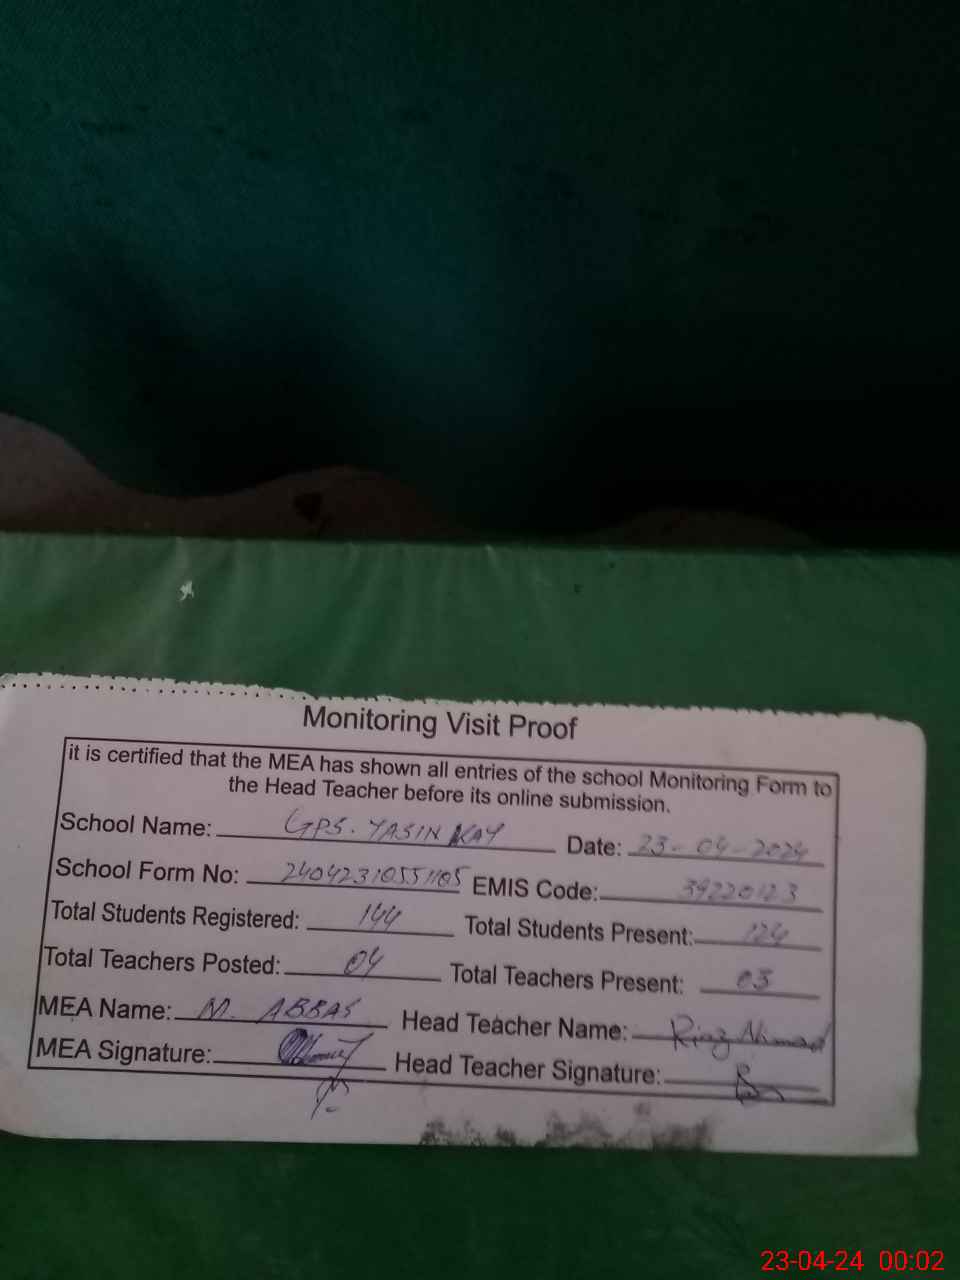 Monitoring Visit Proof
it is certified that the MEA has shown all entries of the school Monitoring Form to
the Head Teacher before its online submission.
School Name: GPS. YASIN KAY Date: 23-04-2024
School Form No: EMIS Code: 39220123
Total Students Registered: 144 Total Students Present: 124
Total Teachers Posted: 04 Total Teachers Present: 03
MEA Name: M. ABBAS Head Teacher Name: Riaz Ahmad
MEA Signature: Head Teacher Signature:
23-04-24 00:02